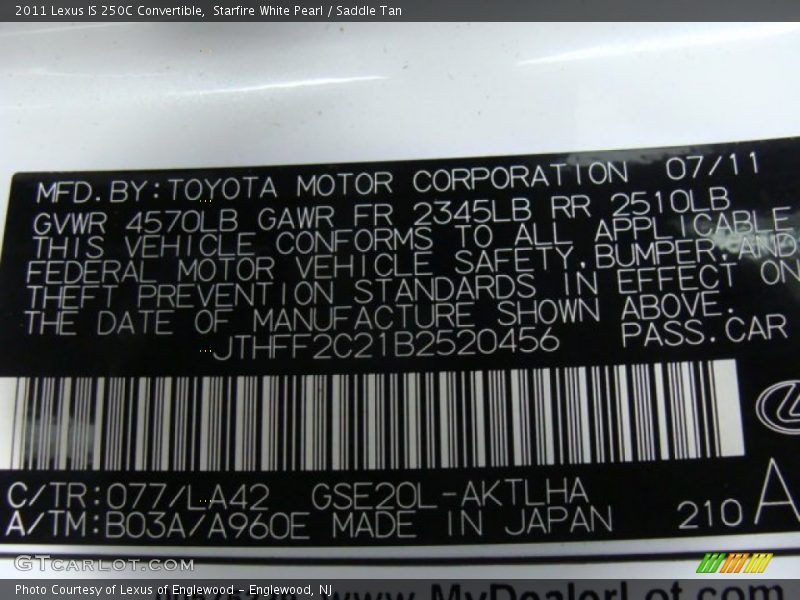 2011 Lexus IS 250C Convertible,  Starfire White Pearl / Saddle Tan
MFD. BY: TOYOTA MOTOR CORPORATION 07/11
GVWR 4570LB GAWR FR 2345LB RR 2510LB
THIS VEHICLE CONFORMS TO ALL APPLICABLE
FEDERAL MOTOR VEHICLE SAFETY, BUMPER, AND
THEFT PREVENTION STANDARDS IN EFFECT ON
THE DATE OF MANUFACTURE SHOWN ABOVE.
JTHFF2C21B2520456 PASS. CAR
C/TR: 077/LA42 GSE20L-AKTLHA
A/TM: B03A/A960E MADE IN JAPAN 210 A
GTCARLOT.COM
Photo Courtesy of Lexus of Englewood - Englewood, NJ
www.MyDealerLot.com